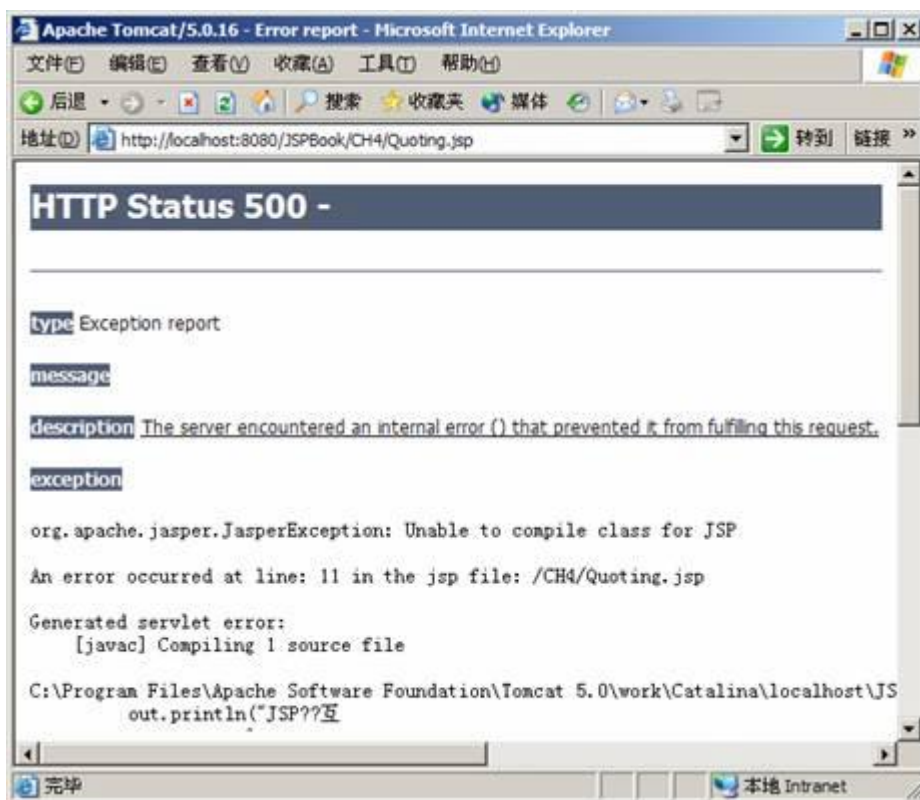 Apache Tomcat/5.0.16 - Error report - Microsoft Internet Explorer
文件(F) 编辑(E) 查看(V) 收藏(A) 工具(T) 帮助(H)
后退 搜索 收藏夹 媒体
地址(D) http://localhost:8080/JSPBook/CH4/Quoting.jsp 转到 链接 »
HTTP Status 500 -
type Exception report
message
description The server encountered an internal error () that prevented it from fulfilling this request.
exception
org.apache.jasper.JasperException: Unable to compile class for JSP
An error occurred at line: 11 in the jsp file: /CH4/Quoting.jsp
Generated servlet error:
[javac] Compiling 1 source file
C:\Program Files\Apache Software Foundation\Tomcat 5.0\work\Catalina\localhost\JS
out.println("JSP??互
^
完毕 本地 Intranet